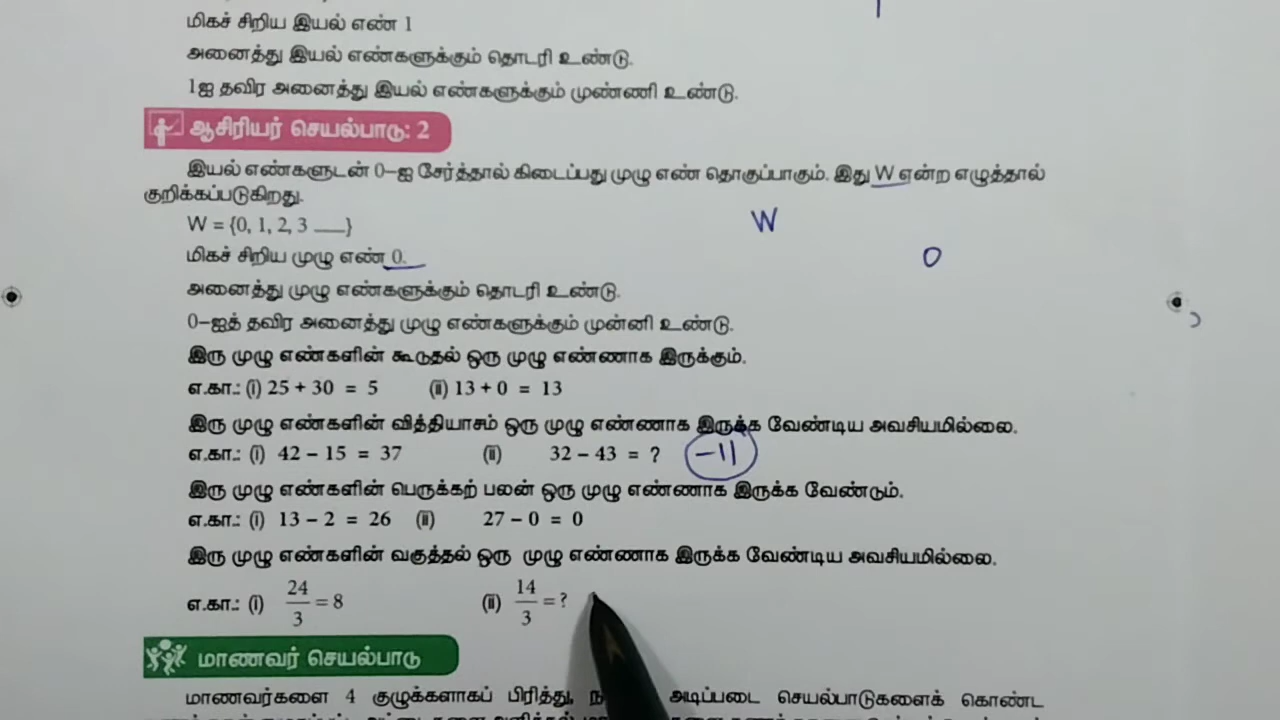 மிகச் சிறிய இயல் எண் 1
அனைத்து இயல் எண்களுக்கும் தொடரி உண்டு.
1ஐ தவிர அனைத்து இயல் எண்களுக்கும் முண்ணி உண்டு.
ஆசிரியர் செயல்பாடு: 2
இயல் எண்களுடன் 0–ஐ சேர்த்தால் கிடைப்பது முழு எண் தொகுப்பாகும். இது W என்ற எழுத்தால்
குறிக்கப்படுகிறது.
W = {0, 1, 2, 3 ___}
W
மிகச் சிறிய முழு எண் 0.
0
அனைத்து முழு எண்களுக்கும் தொடரி உண்டு.
0–ஐத் தவிர அனைத்து முழு எண்களுக்கும் முன்னி உண்டு.
இரு முழு எண்களின் கூடுதல் ஒரு முழு எண்ணாக இருக்கும்.
எ.கா.: (i) 25 + 30 = 5 (ii) 13 + 0 = 13
இரு முழு எண்களின் வித்தியாசம் ஒரு முழு எண்ணாக இருக்க வேண்டிய அவசியமில்லை.
எ.கா.: (i) 42 – 15 = 37 (ii) 32 – 43 = ? –11
இரு முழு எண்களின் பெருக்கற் பலன் ஒரு முழு எண்ணாக இருக்க வேண்டும்.
எ.கா.: (i) 13 – 2 = 26 (ii) 27 – 0 = 0
இரு முழு எண்களின் வகுத்தல் ஒரு முழு எண்ணாக இருக்க வேண்டிய அவசியமில்லை.
எ.கா.: (i) 24/3 = 8 (ii) 14/3 = ?
மாணவர் செயல்பாடு
மாணவர்களை 4 குழுக்களாகப் பிரித்து, அடிப்படை செயல்பாடுகளைக் கொண்ட